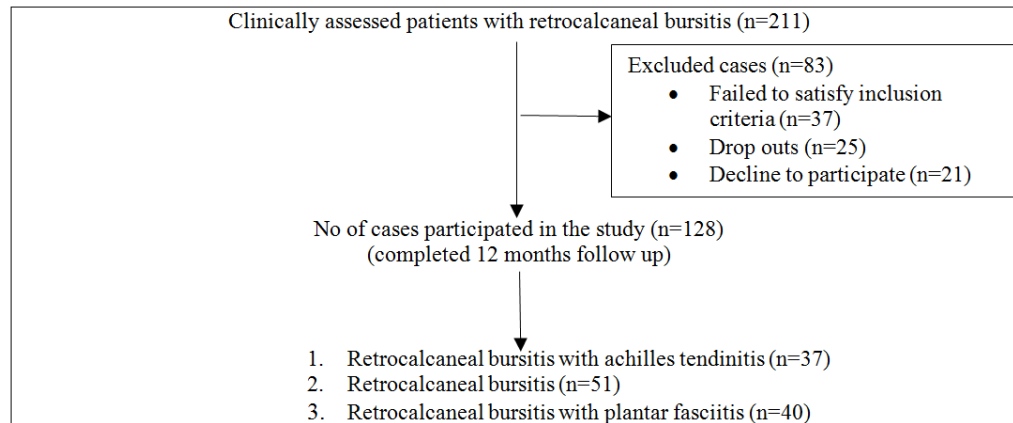 Clinically assessed patients with retrocalcaneal bursitis (n=211)
Excluded cases (n=83)
• Failed to satisfy inclusion
criteria (n=37)
• Drop outs (n=25)
• Decline to participate (n=21)
No of cases participated in the study (n=128)
(completed 12 months follow up)
1. Retrocalcaneal bursitis with achilles tendinitis (n=37)
2. Retrocalcaneal bursitis (n=51)
3. Retrocalcaneal bursitis with plantar fasciitis (n=40)